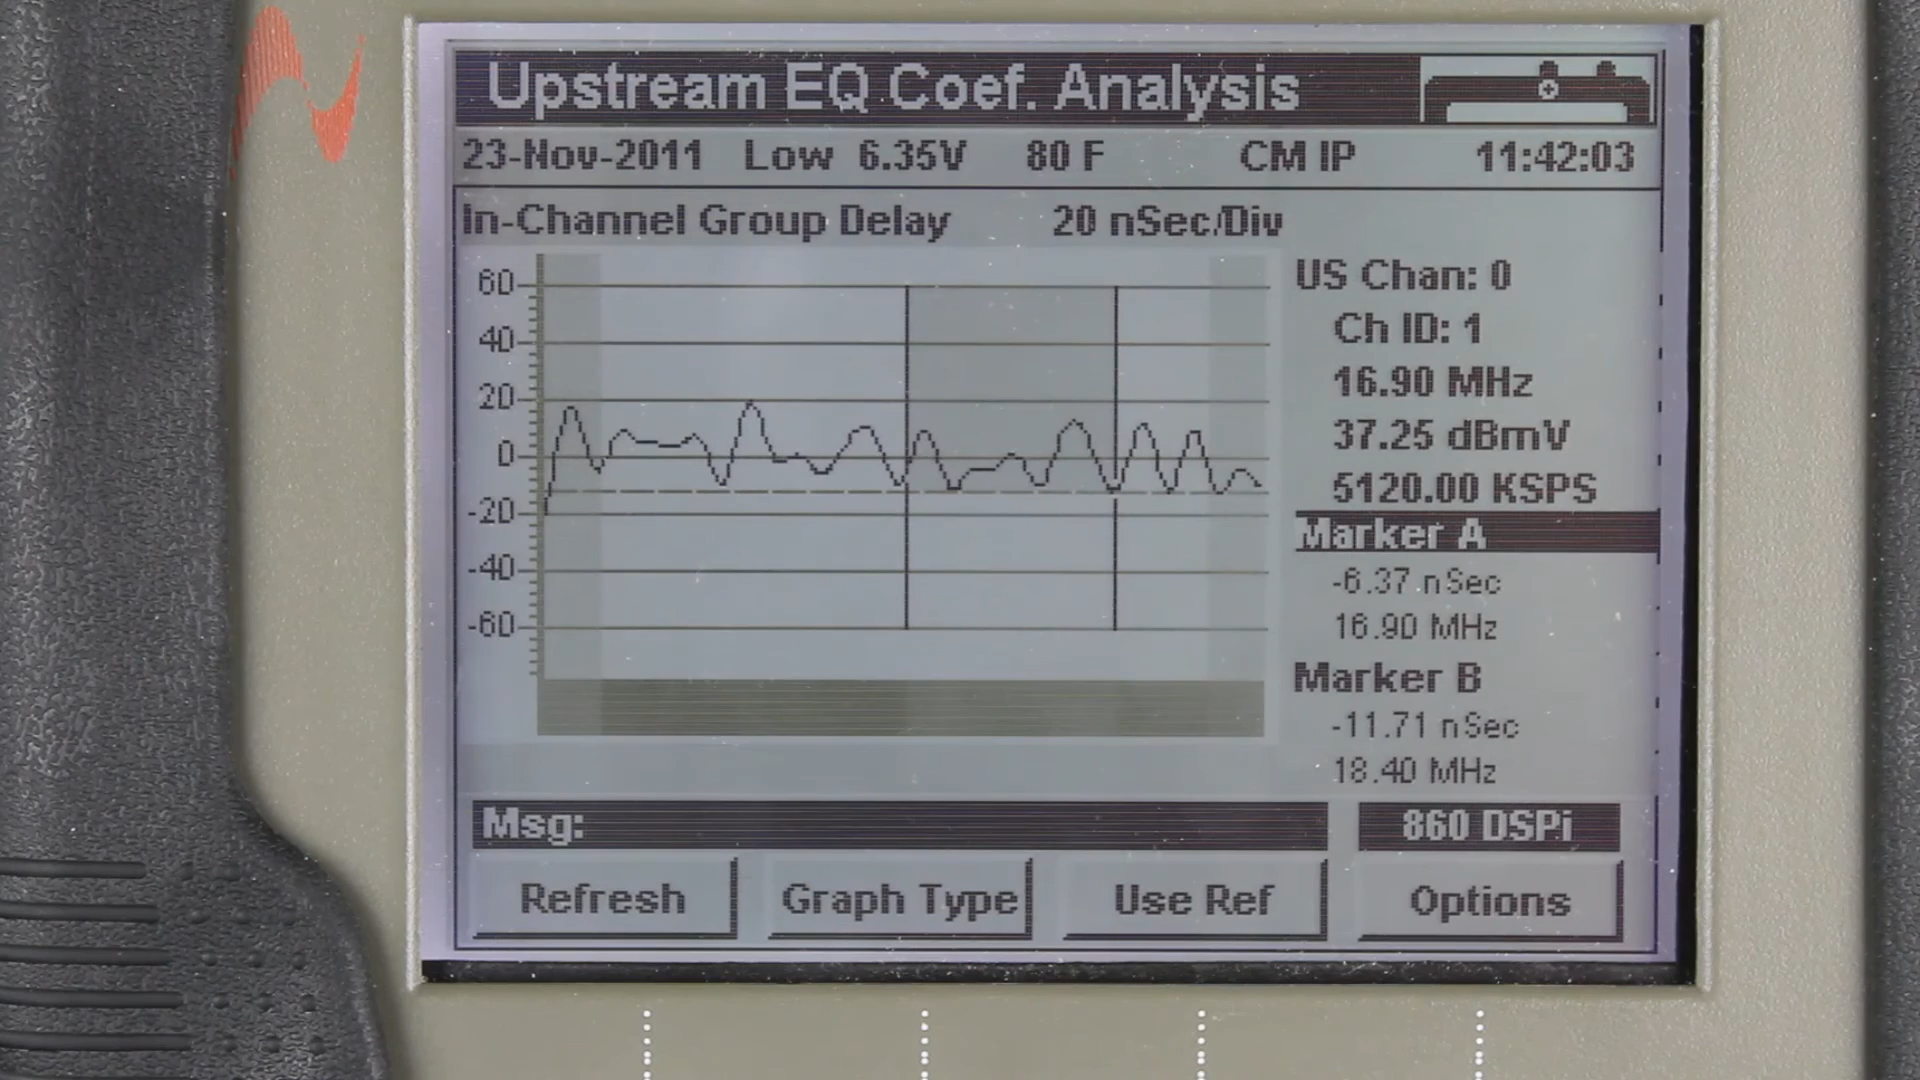 Upstream EQ Coef. Analysis
23-Nov-2011 Low 6.35V 80 F CM IP 11:42:03
In-Channel Group Delay 20 nSec/Div
60
40
20
0
-20
-40
-60
US Chan: 0
Ch ID: 1
16.90 MHz
37.25 dBmV
5120.00 KSPS
Marker A
-6.37 nSec
16.90 MHz
Marker B
-11.71 nSec
18.40 MHz
Msg: 860 DSPi
Refresh Graph Type Use Ref Options